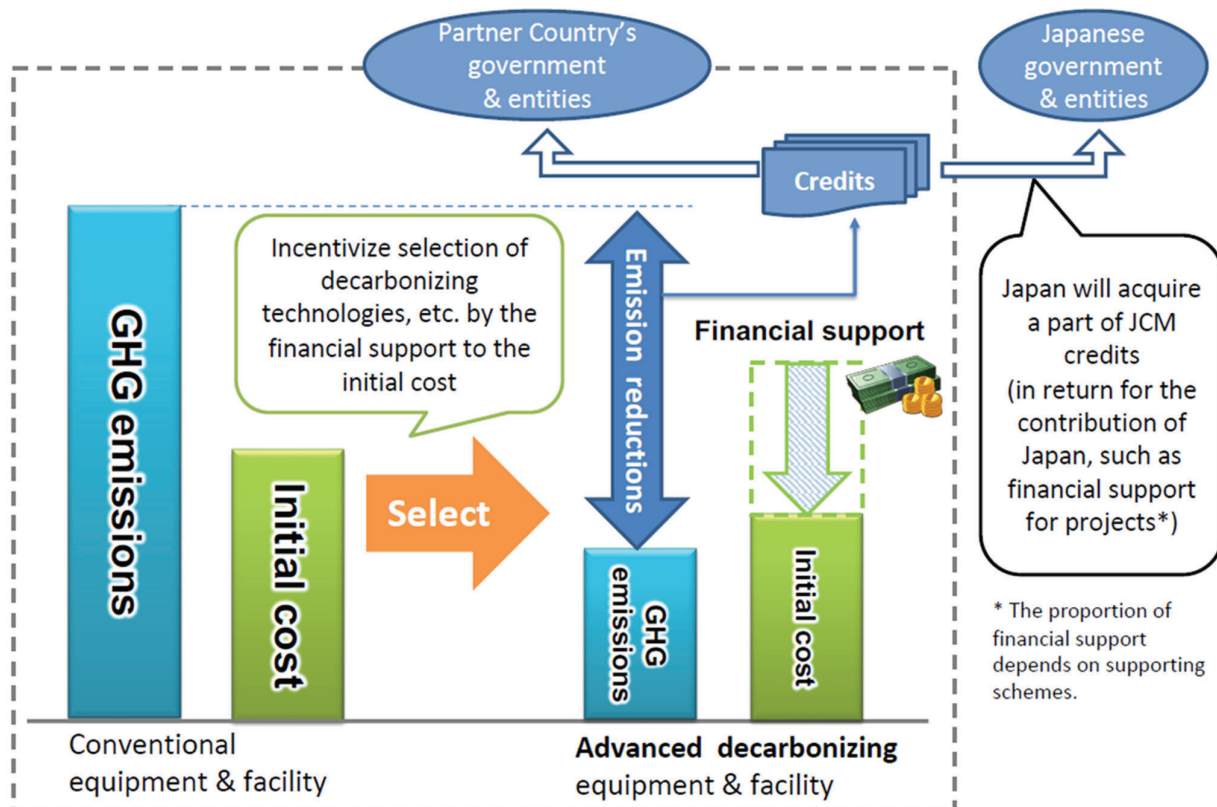 Partner Country's
government
& entities
Japanese
government
& entities
Credits
Incentivize selection of
decarbonizing
technologies, etc. by the
financial support to the
initial cost
GHG emissions
Initial cost
Select
Emission reductions
Financial support
GHG
emissions
Initial cost
Japan will acquire
a part of JCM
credits
(in return for the
contribution of
Japan, such as
financial support
for projects*)
* The proportion of
financial support
depends on supporting
schemes.
Conventional
equipment & facility
Advanced decarbonizing
equipment & facility